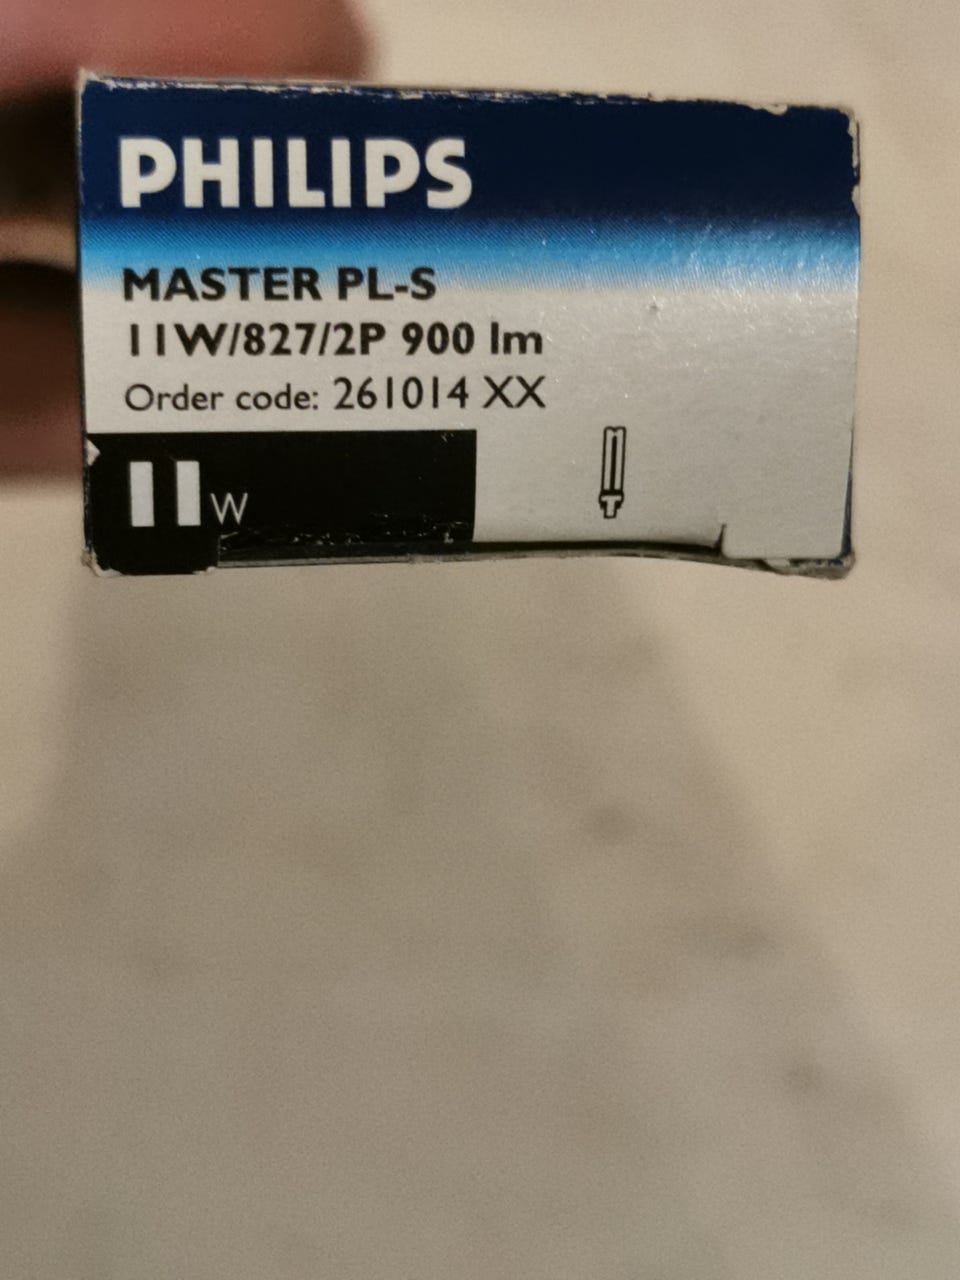 PHILIPS
MASTER PL-S
11W/827/2P 900 lm
Order code: 261014 XX
11W